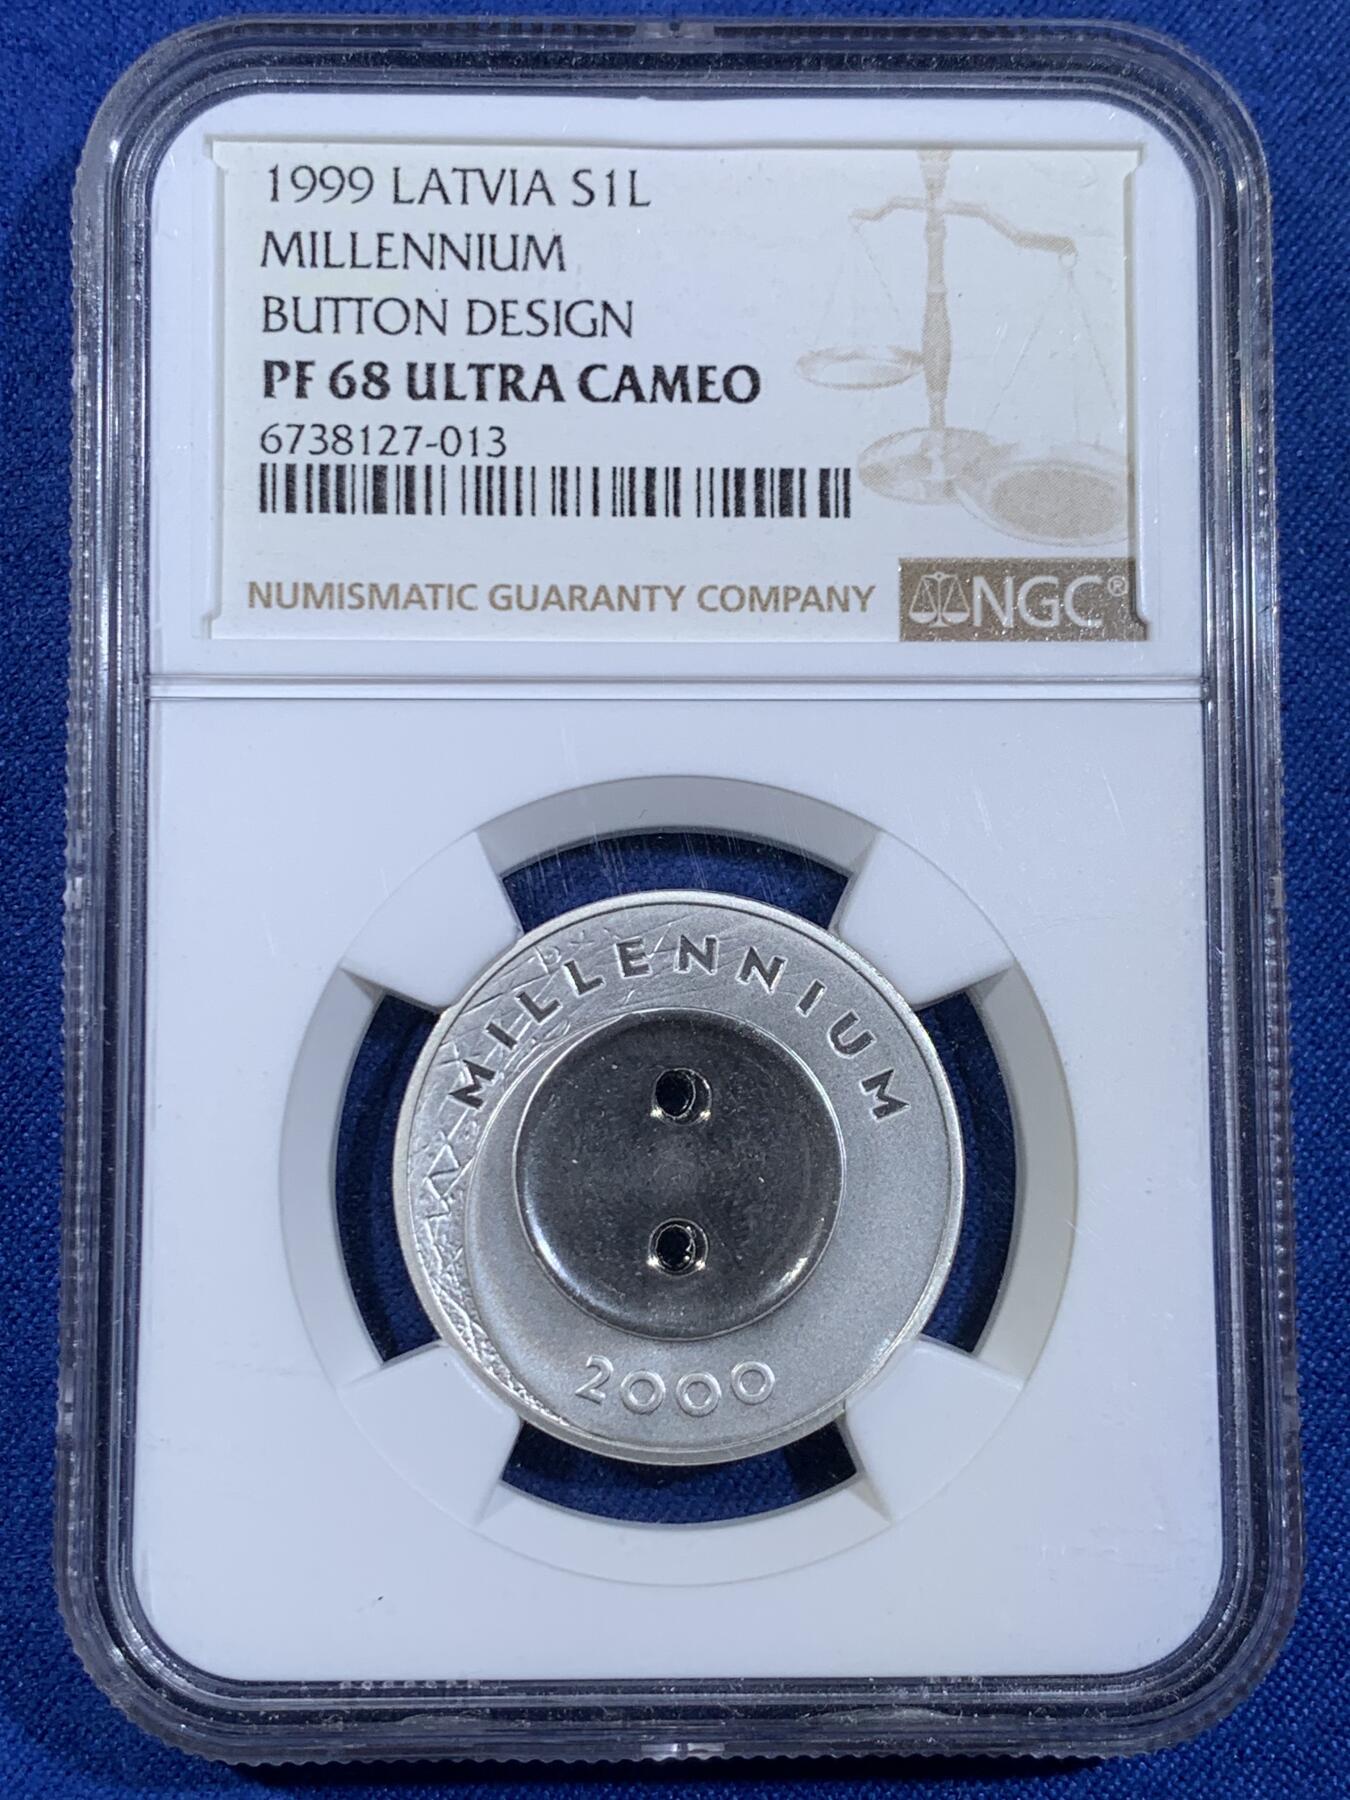 1999 LATVIA S1L
MILLENNIUM
BUTTON DESIGN
PF 68 ULTRA CAMEO
6738127-013
NUMISMATIC GUARANTY COMPANY NGC®
MILLENNIUM
2000